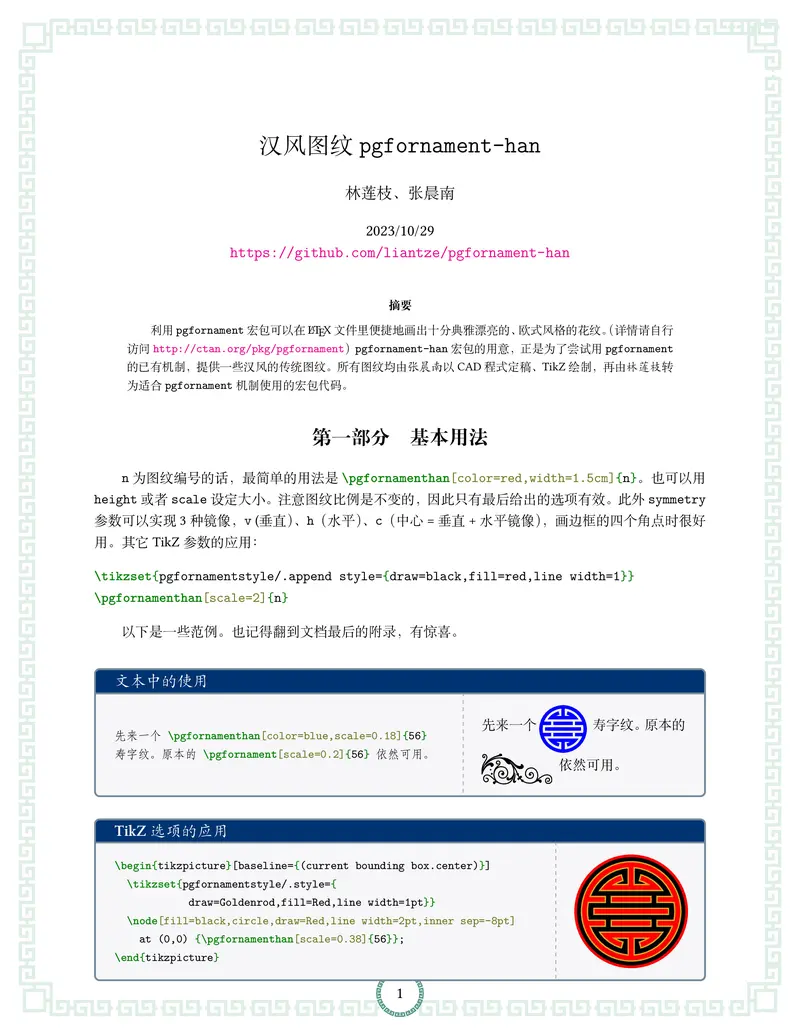 汉风图纹 pgfornament-han
林莲枝、张晨南
2023/10/29
https://github.com/liantze/pgfornament-han
摘要
利用 pgfornament 宏包可以在 LaTeX 文件里便捷地画出十分典雅漂亮的、欧式风格的花纹。（详情请自行
访问 http://ctan.org/pkg/pgfornament）pgfornament-han 宏包的用意，正是为了尝试用 pgfornament
的已有机制，提供一些汉风的传统图纹。所有图纹均由张晨南以 CAD 程式定稿、TikZ 绘制，再由林莲枝转
为适合 pgfornament 机制使用的宏包代码。
第一部分 基本用法
n 为图纹编号的话，最简单的用法是 \pgfornamenthan[color=red,width=1.5cm]{n}。也可以用
height 或者 scale 设定大小。注意图纹比例是不变的，因此只有最后给出的选项有效。此外 symmetry
参数可以实现 3 种镜像，v（垂直）、h（水平）、c（中心 = 垂直 + 水平镜像），画边框的四个角点时很好
用。其它 TikZ 参数的应用：
\tikzset{pgfornamentstyle/.append style={draw=black,fill=red,line width=1}}
\pgfornamenthan[scale=2]{n}
以下是一些范例。也记得翻到文档最后的附录，有惊喜。
文本中的使用
先来一个 \pgfornamenthan[color=blue,scale=0.18]{56}
寿字纹。原本的 \pgfornament[scale=0.2]{56} 依然可用。
先来一个 寿字纹。原本的
依然可用。
TikZ 选项的应用
\begin{tikzpicture}[baseline={(current bounding box.center)}]
\tikzset{pgfornamentstyle/.style={
draw=Goldenrod,fill=Red,line width=1pt}}
\node[fill=black,circle,draw=Red,line width=2pt,inner sep=-8pt]
at (0,0) {\pgfornamenthan[scale=0.38]{56}};
\end{tikzpicture}
1